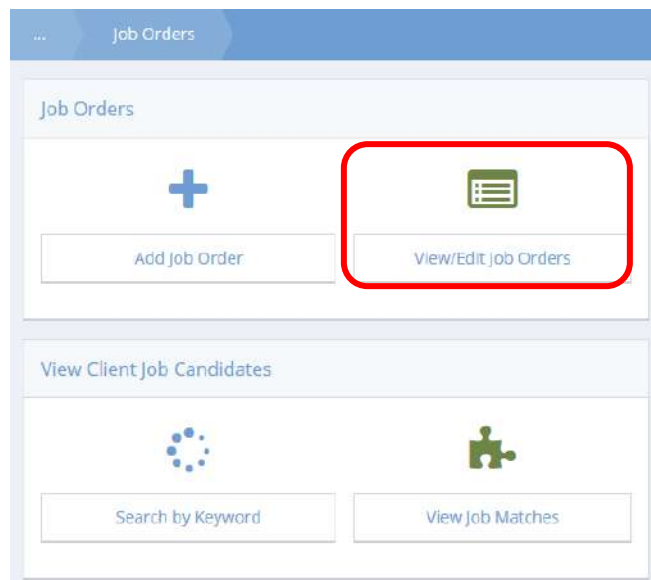 ... Job Orders
Job Orders
Add Job Order View/Edit Job Orders
View Client Job Candidates
Search by Keyword View Job Matches